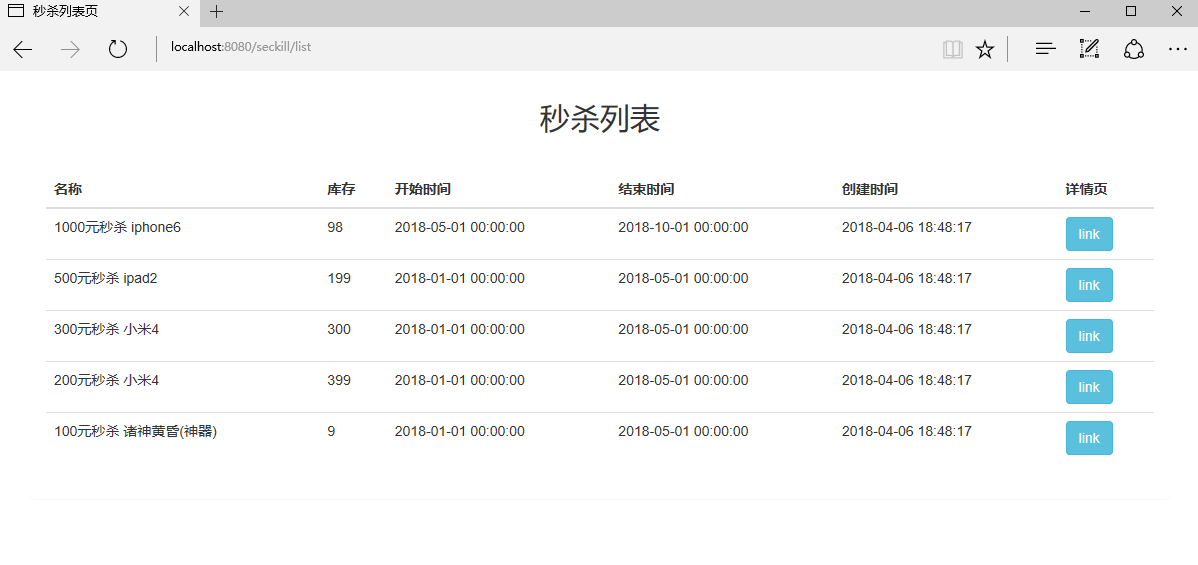 秒杀列表页
localhost:8080/seckill/list
秒杀列表
名称 库存 开始时间 结束时间 创建时间 详情页
1000元秒杀 iphone6 98 2018-05-01 00:00:00 2018-10-01 00:00:00 2018-04-06 18:48:17 link
500元秒杀 ipad2 199 2018-01-01 00:00:00 2018-05-01 00:00:00 2018-04-06 18:48:17 link
300元秒杀 小米4 300 2018-01-01 00:00:00 2018-05-01 00:00:00 2018-04-06 18:48:17 link
200元秒杀 小米4 399 2018-01-01 00:00:00 2018-05-01 00:00:00 2018-04-06 18:48:17 link
100元秒杀 诸神黄昏(神器) 9 2018-01-01 00:00:00 2018-05-01 00:00:00 2018-04-06 18:48:17 link